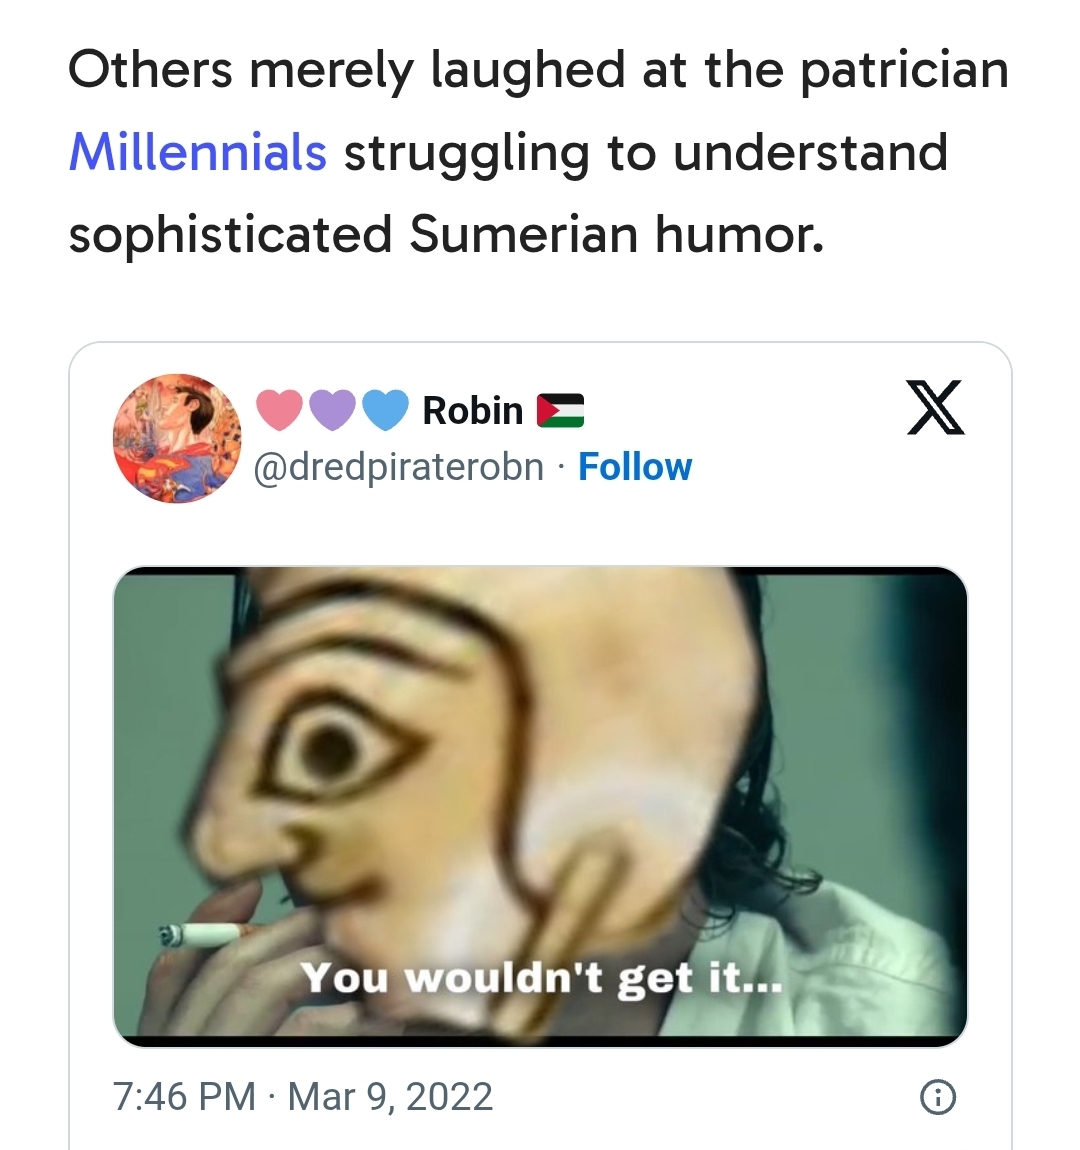 Others merely laughed at the patrician
Millennials struggling to understand
sophisticated Sumerian humor.
🩷💜💙 Robin 🇵🇸
@dredpiraterobn · Follow
You wouldn't get it...
7:46 PM · Mar 9, 2022